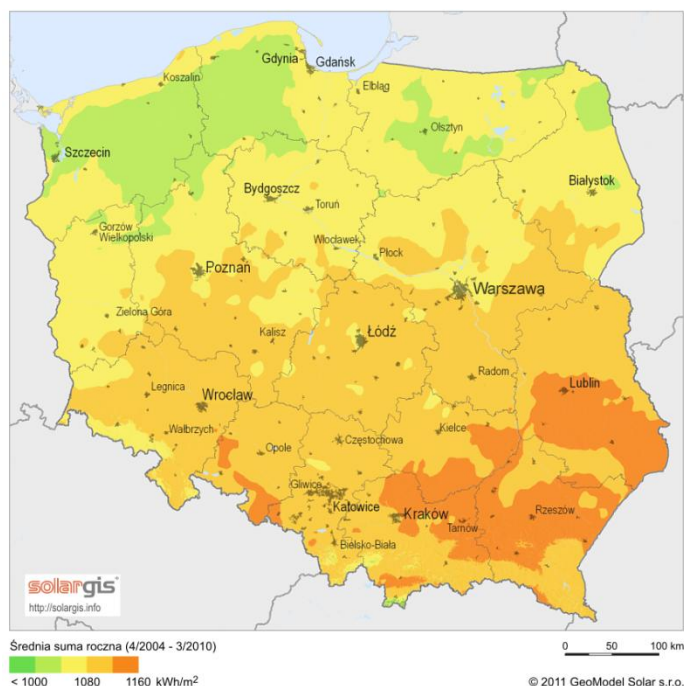 Gdynia
Gdańsk
Koszalin
Elbląg
Olsztyn
Szczecin
Białystok
Bydgoszcz
Toruń
Gorzów
Wielkopolski
Włocławek
Płock
Poznań
Warszawa
Zielona Góra
Kalisz
Łódź
Radom
Lublin
Legnica
Wrocław
Wałbrzych
Opole
Częstochowa
Kielce
Gliwice
Katowice
Kraków
Tarnów
Rzeszów
Bielsko-Biała
solargis
http://solargis.info
Średnia suma roczna (4/2004 - 3/2010)
0 50 100 km
< 1000 1080 1160 kWh/m²
© 2011 GeoModel Solar s.r.o.